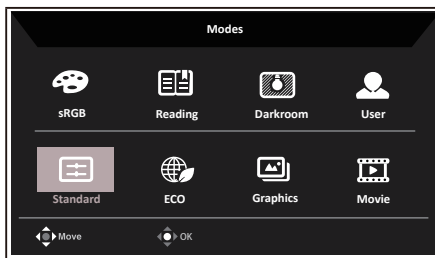 Modes
sRGB Reading Darkroom User
Standard ECO Graphics Movie
Move OK